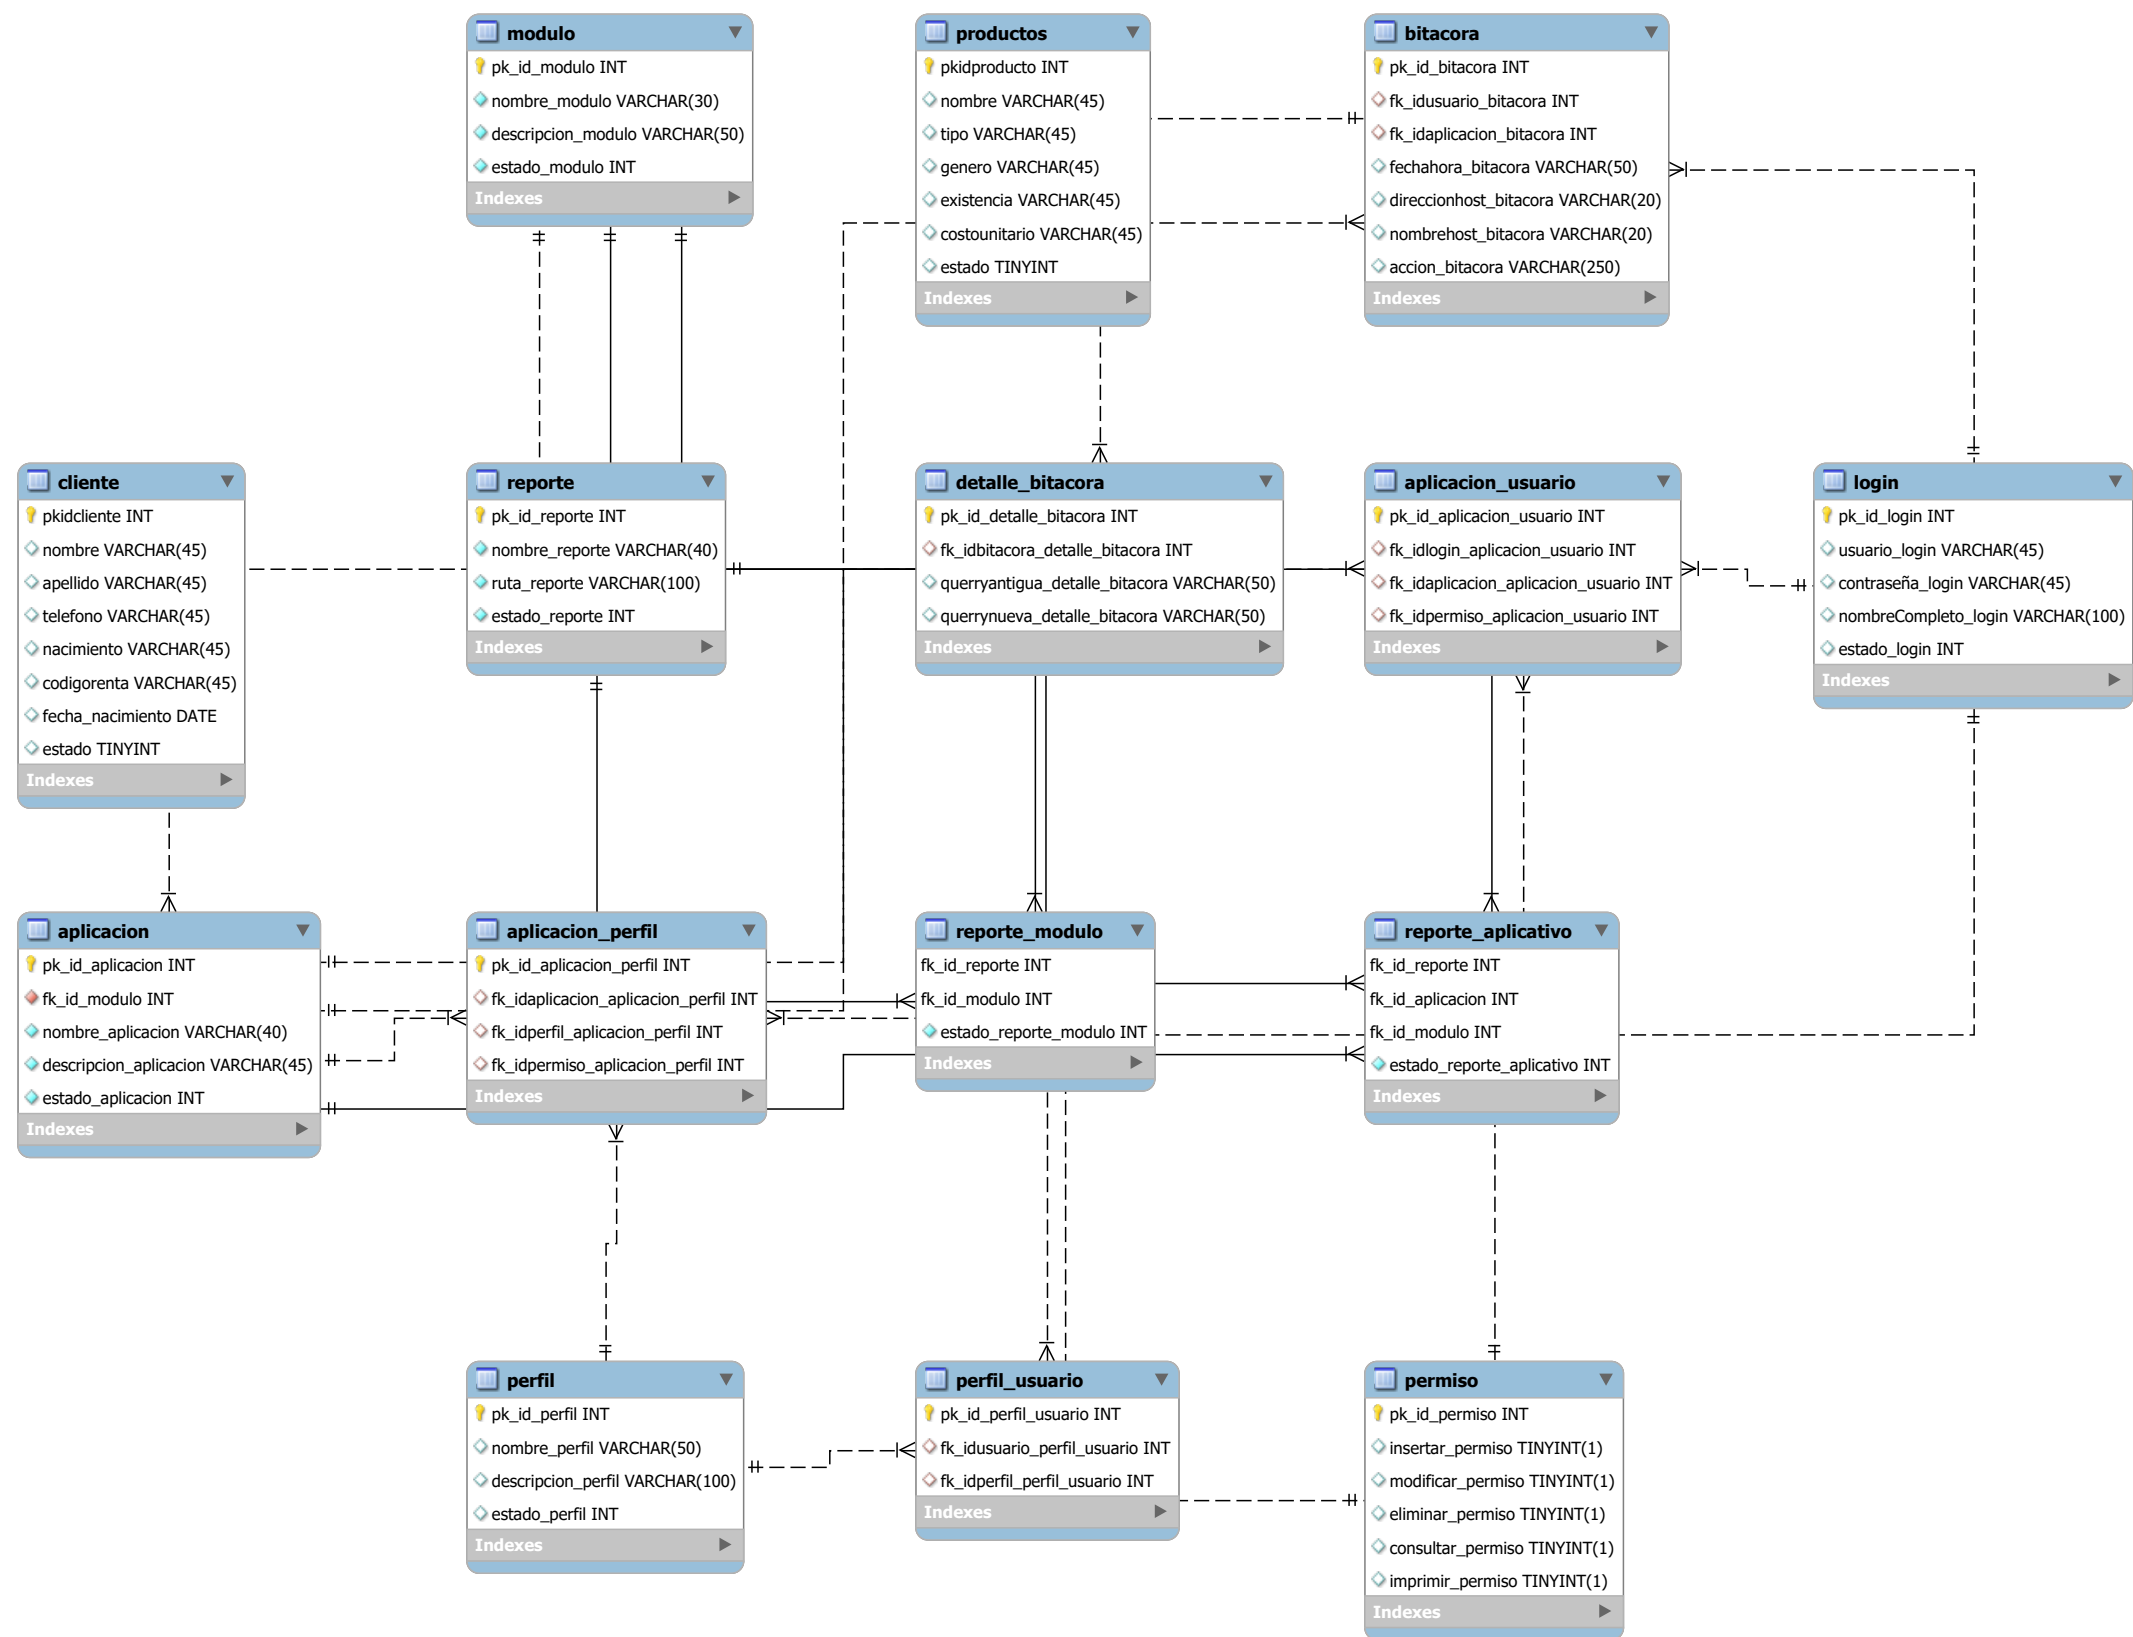 modulo
pk_id_modulo INT
nombre_modulo VARCHAR(30)
descripcion_modulo VARCHAR(50)
estado_modulo INT
Indexes
productos
pkidproducto INT
nombre VARCHAR(45)
tipo VARCHAR(45)
genero VARCHAR(45)
existencia VARCHAR(45)
costounitario VARCHAR(45)
estado TINYINT
Indexes
bitacora
pk_id_bitacora INT
fk_idusuario_bitacora INT
fk_idaplicacion_bitacora INT
fechahora_bitacora VARCHAR(50)
direccionhost_bitacora VARCHAR(20)
nombrehost_bitacora VARCHAR(20)
accion_bitacora VARCHAR(250)
Indexes
cliente
pkidcliente INT
nombre VARCHAR(45)
apellido VARCHAR(45)
telefono VARCHAR(45)
nacimiento VARCHAR(45)
codigorenta VARCHAR(45)
fecha_nacimiento DATE
estado TINYINT
Indexes
reporte
pk_id_reporte INT
nombre_reporte VARCHAR(40)
ruta_reporte VARCHAR(100)
estado_reporte INT
Indexes
detalle_bitacora
pk_id_detalle_bitacora INT
fk_idbitacora_detalle_bitacora INT
querryantigua_detalle_bitacora VARCHAR(50)
querrynueva_detalle_bitacora VARCHAR(50)
Indexes
aplicacion_usuario
pk_id_aplicacion_usuario INT
fk_idlogin_aplicacion_usuario INT
fk_idaplicacion_aplicacion_usuario INT
fk_idpermiso_aplicacion_usuario INT
Indexes
login
pk_id_login INT
usuario_login VARCHAR(45)
contraseña_login VARCHAR(45)
nombreCompleto_login VARCHAR(100)
estado_login INT
Indexes
aplicacion
pk_id_aplicacion INT
fk_id_modulo INT
nombre_aplicacion VARCHAR(40)
descripcion_aplicacion VARCHAR(45)
estado_aplicacion INT
Indexes
aplicacion_perfil
pk_id_aplicacion_perfil INT
fk_idaplicacion_aplicacion_perfil INT
fk_idperfil_aplicacion_perfil INT
fk_idpermiso_aplicacion_perfil INT
Indexes
reporte_modulo
fk_id_reporte INT
fk_id_modulo INT
estado_reporte_modulo INT
Indexes
reporte_aplicativo
fk_id_reporte INT
fk_id_aplicacion INT
fk_id_modulo INT
estado_reporte_aplicativo INT
Indexes
perfil
pk_id_perfil INT
nombre_perfil VARCHAR(50)
descripcion_perfil VARCHAR(100)
estado_perfil INT
Indexes
perfil_usuario
pk_id_perfil_usuario INT
fk_idusuario_perfil_usuario INT
fk_idperfil_perfil_usuario INT
Indexes
permiso
pk_id_permiso INT
insertar_permiso TINYINT(1)
modificar_permiso TINYINT(1)
eliminar_permiso TINYINT(1)
consultar_permiso TINYINT(1)
imprimir_permiso TINYINT(1)
Indexes